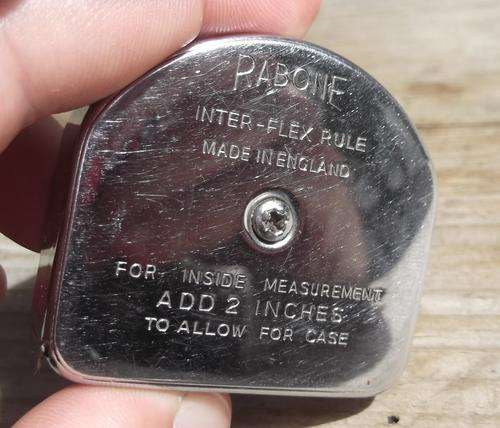 RABONE
INTER-FLEX RULE
MADE IN ENGLAND
FOR INSIDE MEASUREMENT
ADD 2 INCHES
TO ALLOW FOR CASE